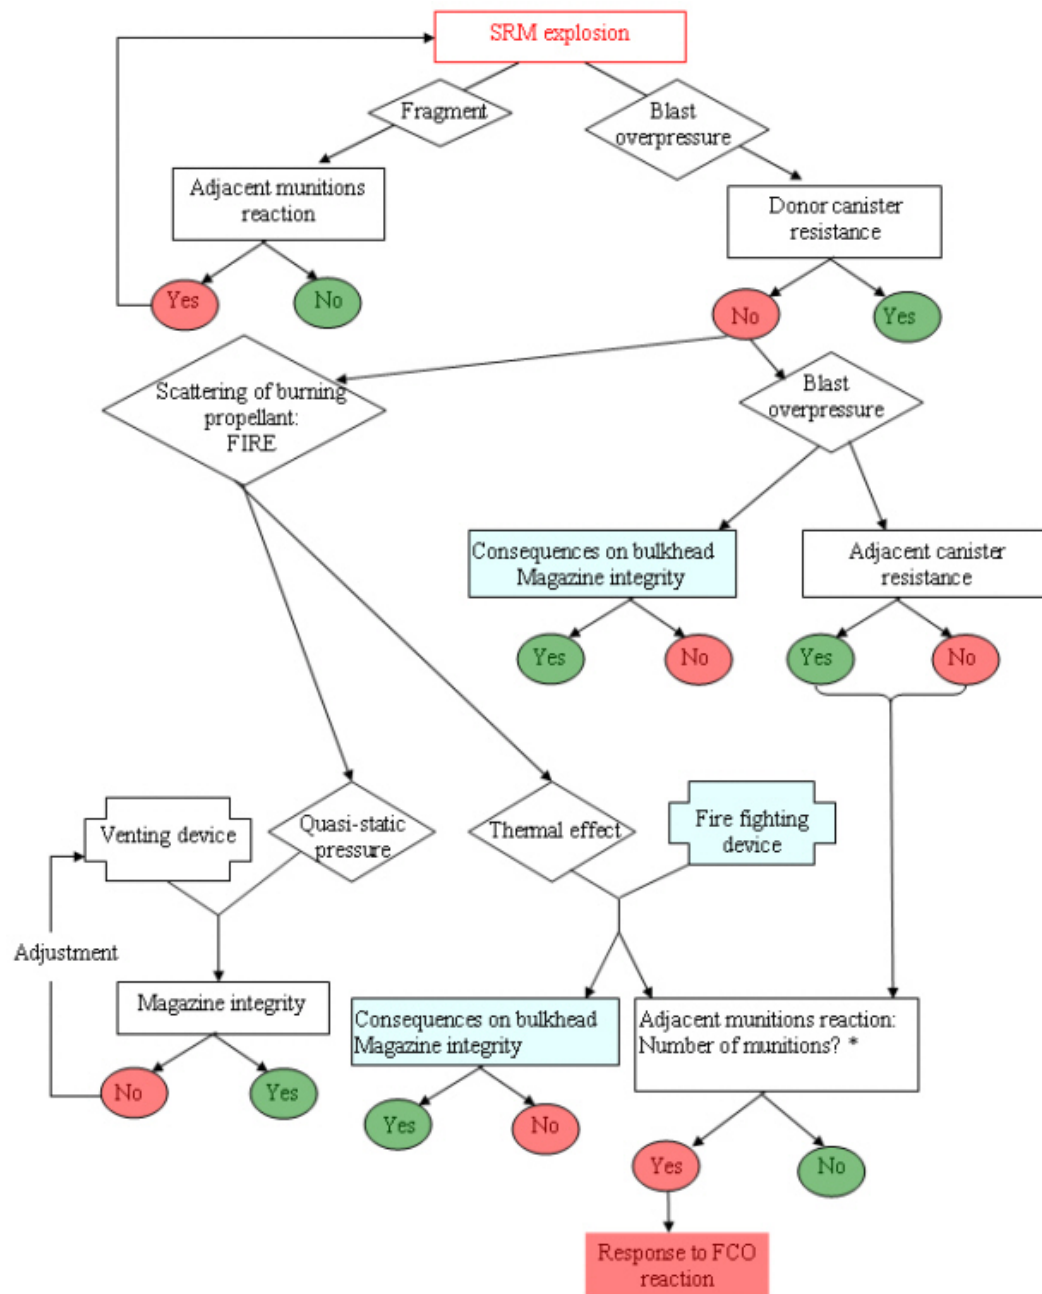 SRM explosion
Fragment
Blast
overpressure
Adjacent munitions
reaction
Donor canister
resistance
Yes
No
No
Yes
Scattering of burning
propellant:
FIRE
Blast
overpressure
Consequences on bulkhead
Magazine integrity
Adjacent canister
resistance
Yes
No
Yes
No
Venting device
Quasi-static
pressure
Thermal effect
Fire fighting
device
Adjustment
Magazine integrity
Consequences on bulkhead
Magazine integrity
Adjacent munitions reaction:
Number of munitions? *
No
Yes
Yes
No
Yes
No
Response to FCO
reaction